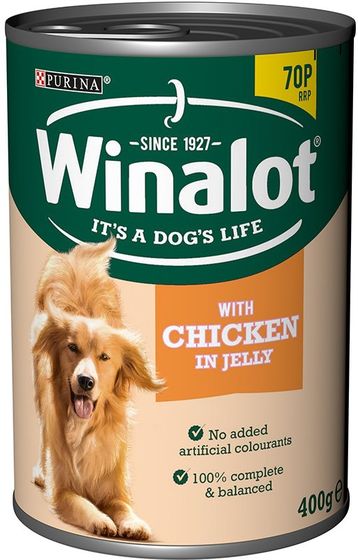 PURINA
70P
RRP
-SINCE 1927-
Winalot®
IT'S A DOG'S LIFE
WITH
CHICKEN
IN JELLY
No added
artificial colourants
100% complete
& balanced
400g℮